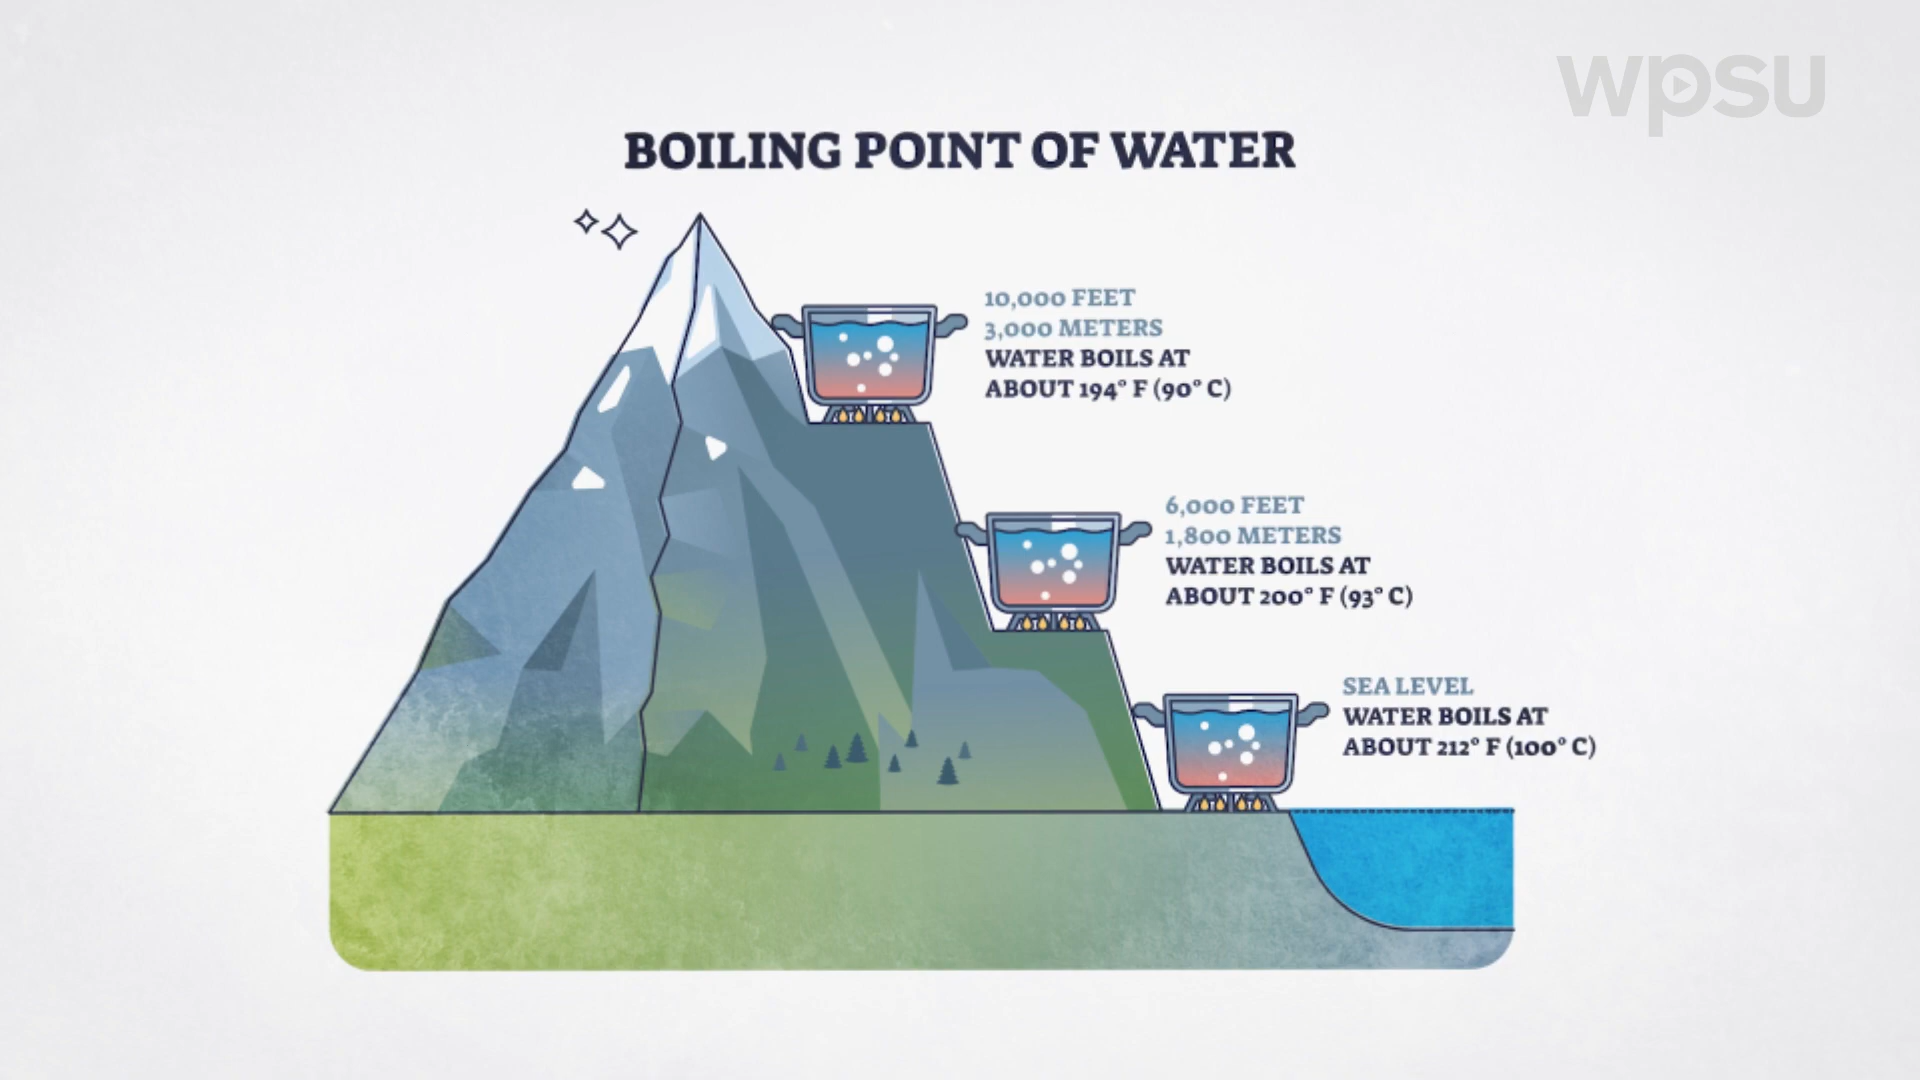 wpsu
BOILING POINT OF WATER
10,000 FEET
3,000 METERS
WATER BOILS AT
ABOUT 194° F (90° C)
6,000 FEET
1,800 METERS
WATER BOILS AT
ABOUT 200° F (93° C)
SEA LEVEL
WATER BOILS AT
ABOUT 212° F (100° C)